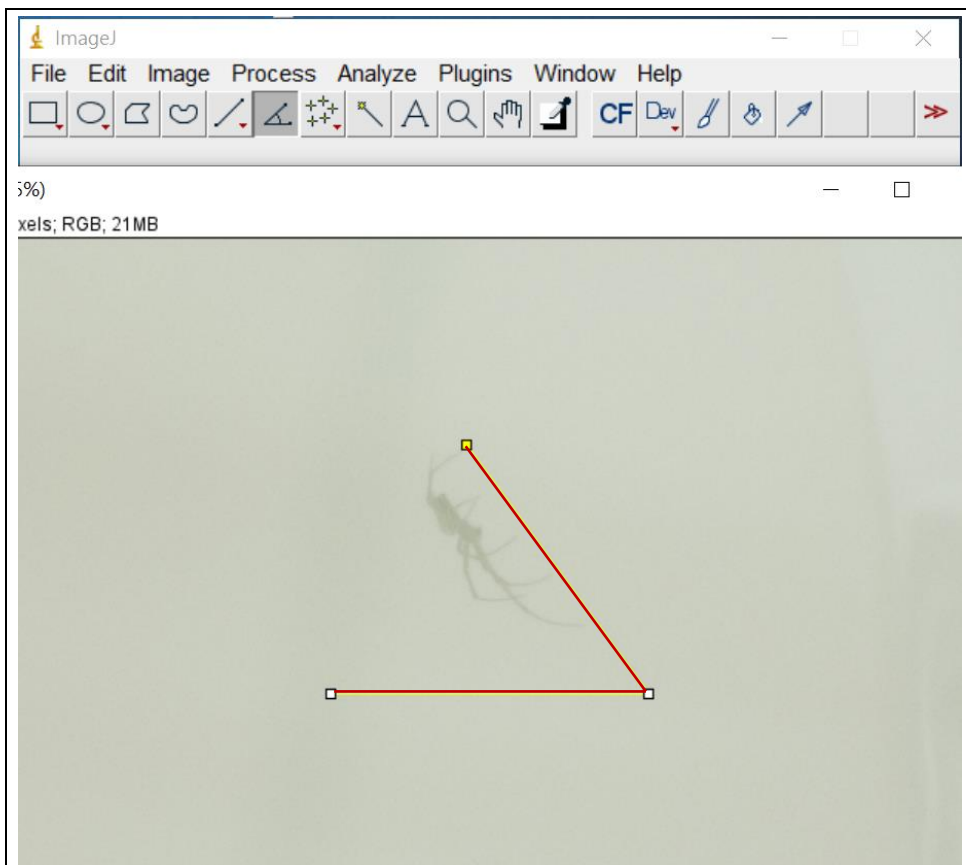 ImageJ
File Edit Image Process Analyze Plugins Window Help
A CF Dev
5%)
xels; RGB; 21MB